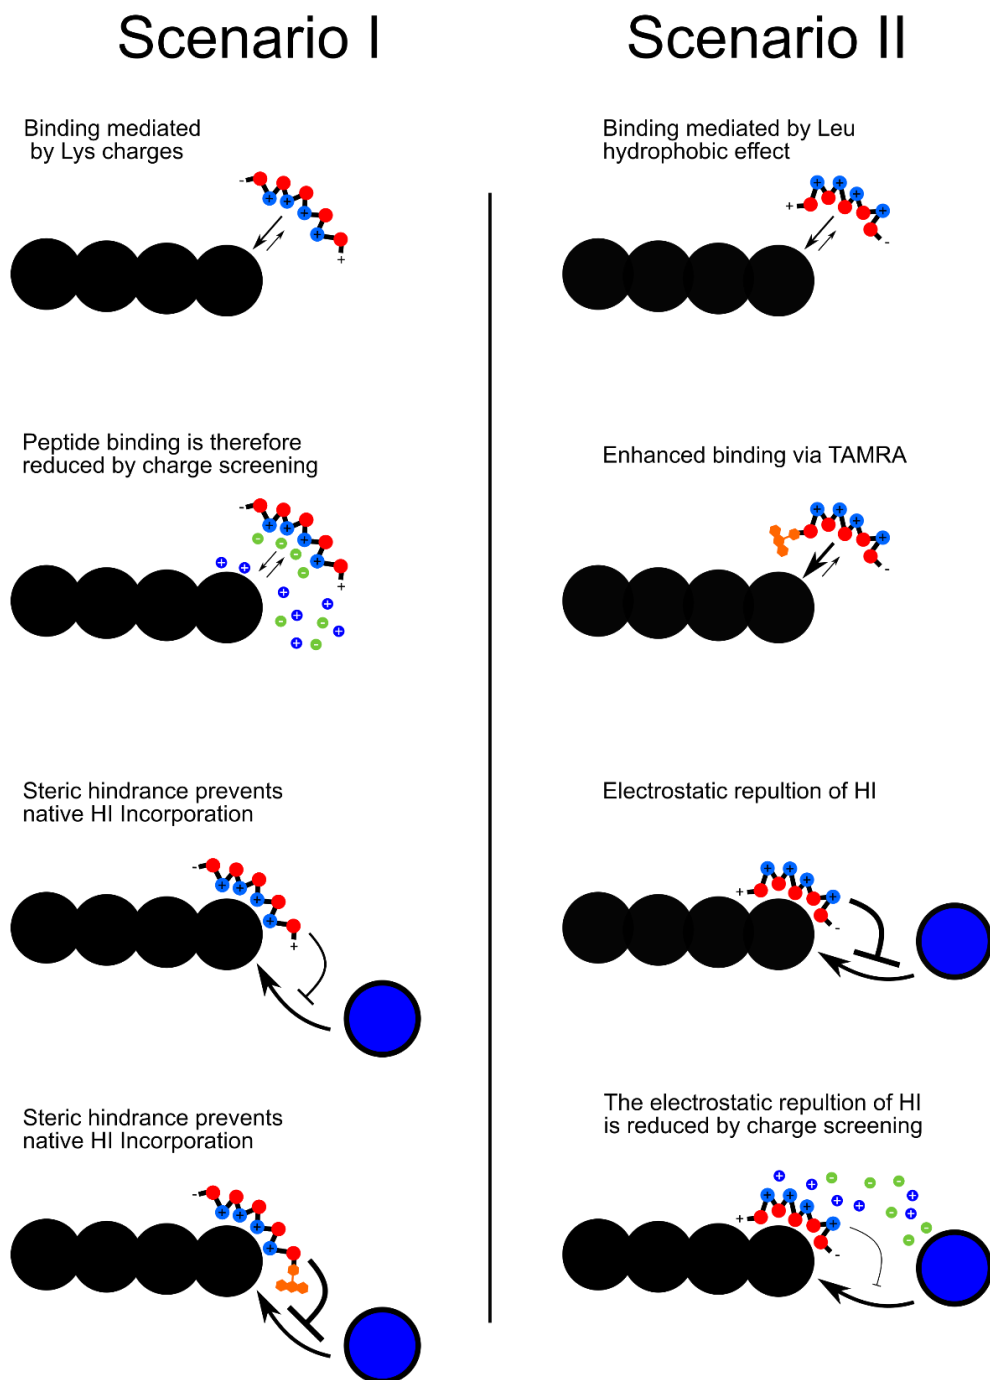 Scenario I
Binding mediated
by Lys charges
- + + + + +
Peptide binding is therefore
reduced by charge screening
- + + + + +
- - - -
+ +
+ + + + +
- - -
Steric hindrance prevents
native HI Incorporation
- + + + + +
Steric hindrance prevents
native HI Incorporation
- + + + +
Scenario II
Binding mediated by Leu
hydrophobic effect
+ + + + + -
Enhanced binding via TAMRA
+ + + + -
Electrostatic repultion of HI
+ + + + + -
The electrostatic repultion of HI
is reduced by charge screening
+ + + + + -
+ + + + + +
- - - - -